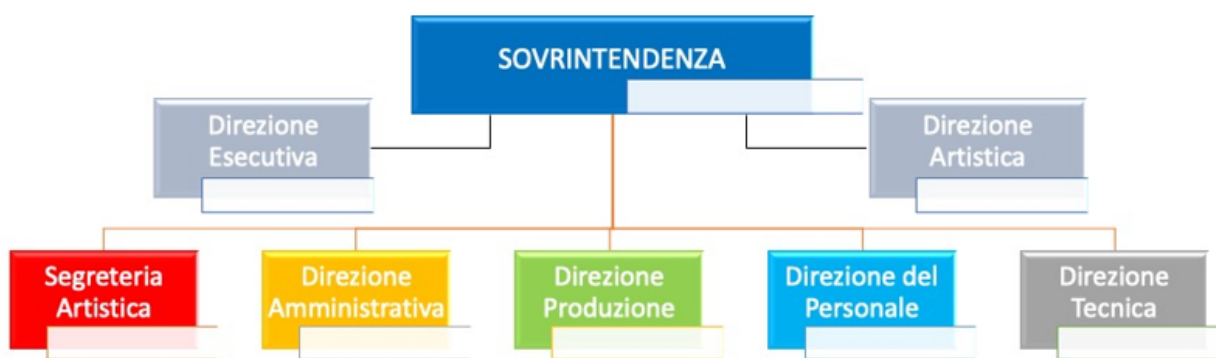 SOVRINTENDENZA
Direzione
Esecutiva
Direzione
Artistica
Segreteria
Artistica
Direzione
Amministrativa
Direzione
Produzione
Direzione del
Personale
Direzione
Tecnica